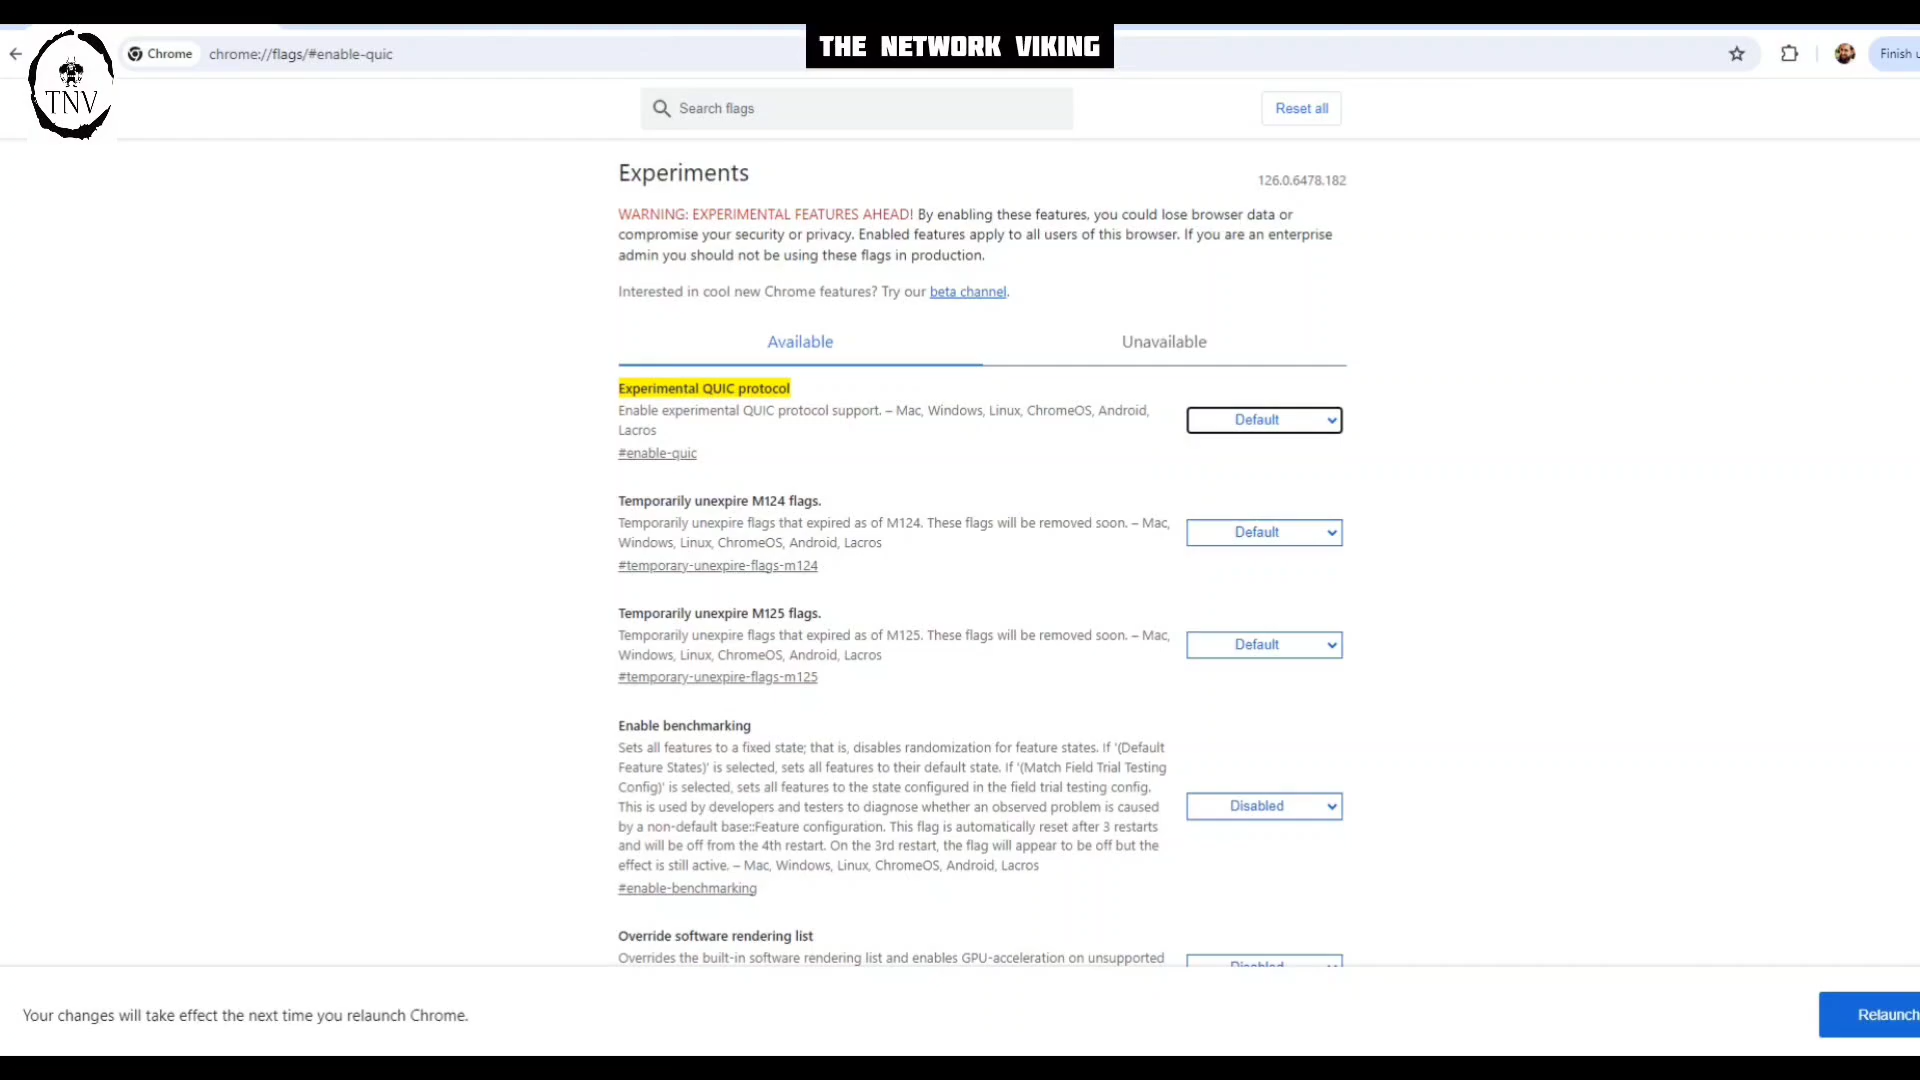 THE NETWORK VIKING
TNV
Chrome
chrome://flags/#enable-quic
Finish u
Search flags
Reset all
Experiments
126.0.6478.182
WARNING: EXPERIMENTAL FEATURES AHEAD! By enabling these features, you could lose browser data or
compromise your security or privacy. Enabled features apply to all users of this browser. If you are an enterprise
admin you should not be using these flags in production.
Interested in cool new Chrome features? Try our beta channel.
Available
Unavailable
Experimental QUIC protocol
Enable experimental QUIC protocol support. – Mac, Windows, Linux, ChromeOS, Android,
Lacros
#enable-quic
Default
Temporarily unexpire M124 flags.
Temporarily unexpire flags that expired as of M124. These flags will be removed soon. – Mac,
Windows, Linux, ChromeOS, Android, Lacros
#temporary-unexpire-flags-m124
Default
Temporarily unexpire M125 flags.
Temporarily unexpire flags that expired as of M125. These flags will be removed soon. – Mac,
Windows, Linux, ChromeOS, Android, Lacros
#temporary-unexpire-flags-m125
Default
Enable benchmarking
Sets all features to a fixed state; that is, disables randomization for feature states. If '(Default
Feature States)' is selected, sets all features to their default state. If '(Match Field Trial Testing
Config)' is selected, sets all features to the state configured in the field trial testing config.
This is used by developers and testers to diagnose whether an observed problem is caused
by a non-default base::Feature configuration. This flag is automatically reset after 3 restarts
and will be off from the 4th restart. On the 3rd restart, the flag will appear to be off but the
effect is still active. – Mac, Windows, Linux, ChromeOS, Android, Lacros
#enable-benchmarking
Disabled
Override software rendering list
Overrides the built-in software rendering list and enables GPU-acceleration on unsupported
Disabled
Your changes will take effect the next time you relaunch Chrome.
Relaunch